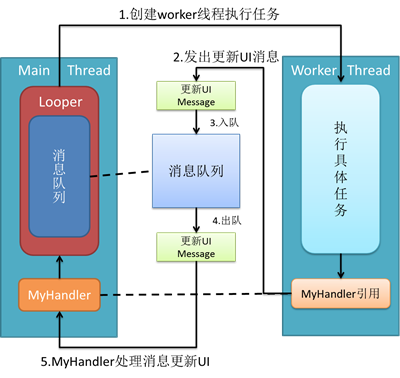 1.创建worker线程执行任务
2.发出更新UI消息
Main Thread
Worker Thread
Looper
更新UI
Message
3.入队
消息队列
消息队列
执行具体任务
4.出队
更新UI
Message
MyHandler
MyHandler引用
5.MyHandler处理消息更新UI